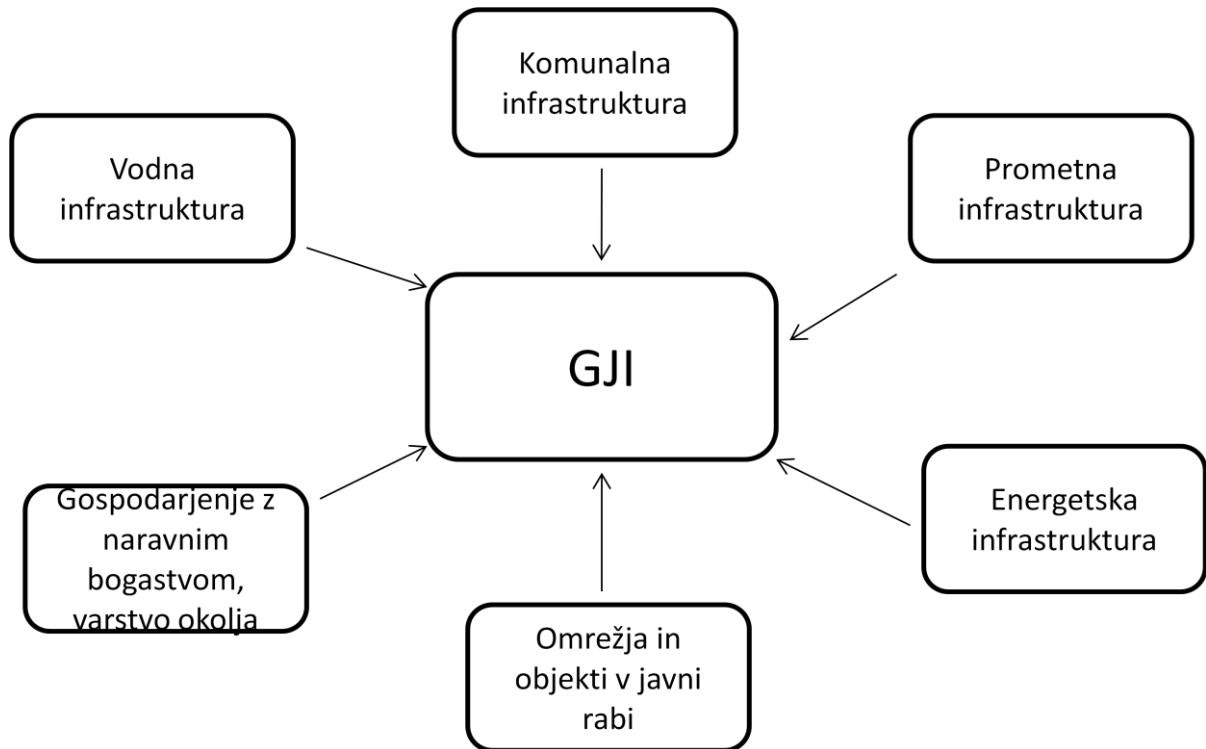 Komunalna
infrastruktura
Vodna
infrastruktura
Prometna
infrastruktura
GJI
Gospodarjenje z
naravnim
bogastvom,
varstvo okolja
Energetska
infrastruktura
Omrežja in
objekti v javni
rabi